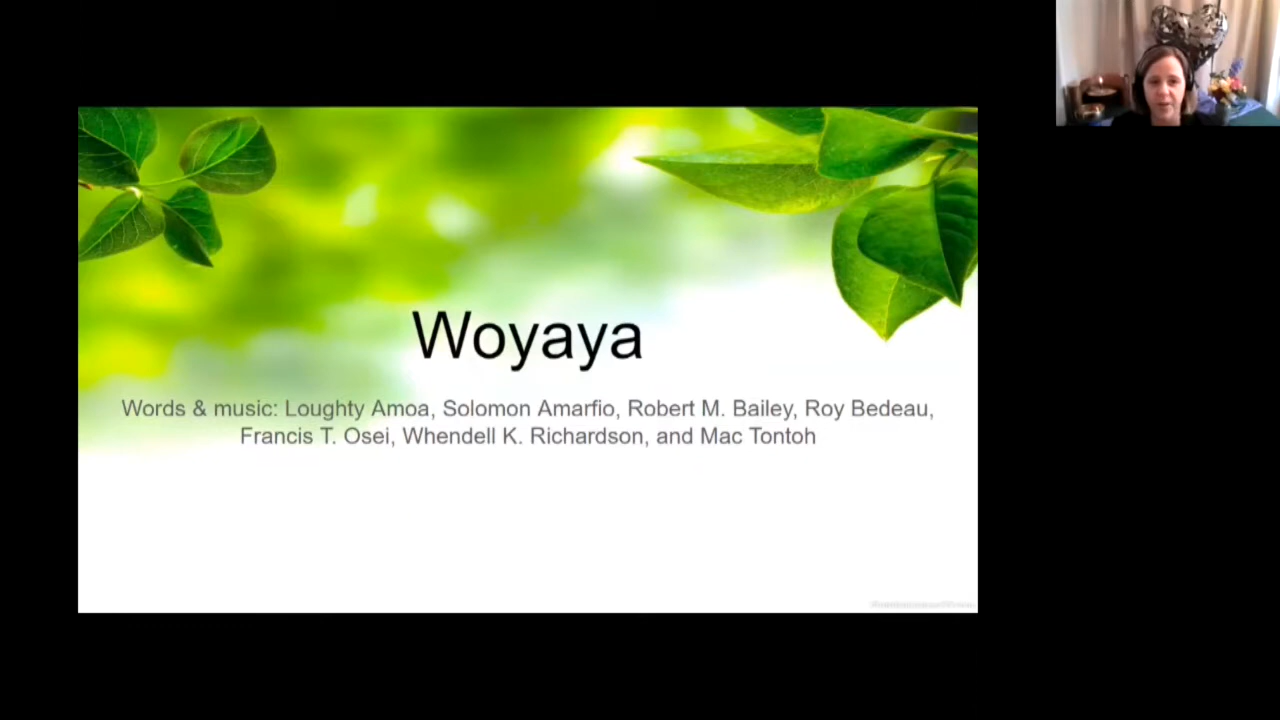 Woyaya
Words & music: Loughty Amoa, Solomon Amarfio, Robert M. Bailey, Roy Bedeau,
Francis T. Osei, Whendell K. Richardson, and Mac Tontoh